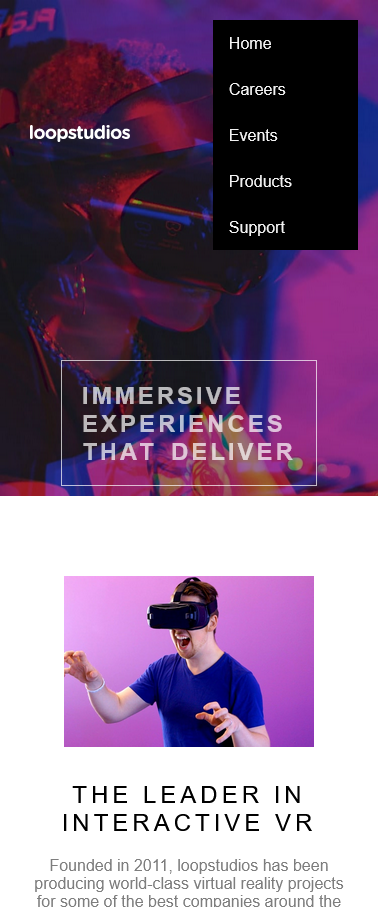 Home
Careers
loopstudios
Events
Products
Support
IMMERSIVE
EXPERIENCES
THAT DELIVER
THE LEADER IN
INTERACTIVE VR
Founded in 2011, loopstudios has been
producing world-class virtual reality projects
for some of the best companies around the